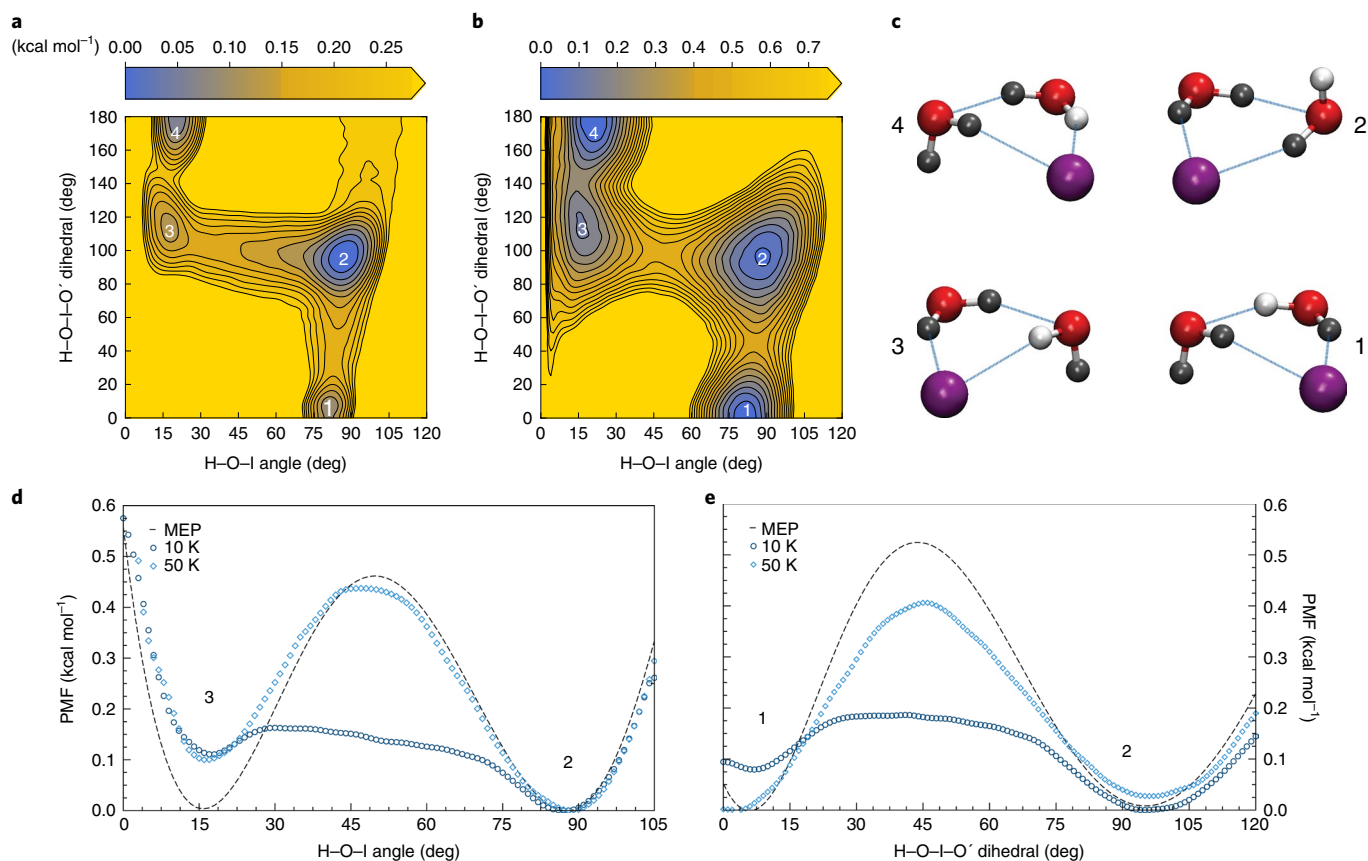 a
(kcal mol⁻¹)
0.00 0.05 0.10 0.15 0.20 0.25
180
160
140
120
100
80
60
40
20
0
H–O–I–O′ dihedral (deg)
4
3
2
1
0 15 30 45 60 75 90 105 120
H–O–I angle (deg)
b
0.0 0.1 0.2 0.3 0.4 0.5 0.6 0.7
180
160
140
120
100
80
60
40
20
0
H–O–I–O′ dihedral (deg)
4
3
2
1
0 15 30 45 60 75 90 105 120
H–O–I angle (deg)
c
4
2
3
1
d
0.6
0.5
0.4
0.3
0.2
0.1
0.0
PMF (kcal mol⁻¹)
MEP
10 K
50 K
3
2
0 15 30 45 60 75 90 105
H–O–I angle (deg)
e
MEP
10 K
50 K
1
2
0.6
0.5
0.4
0.3
0.2
0.1
0.0
PMF (kcal mol⁻¹)
0 15 30 45 60 75 90 105 120
H–O–I–O′ dihedral (deg)